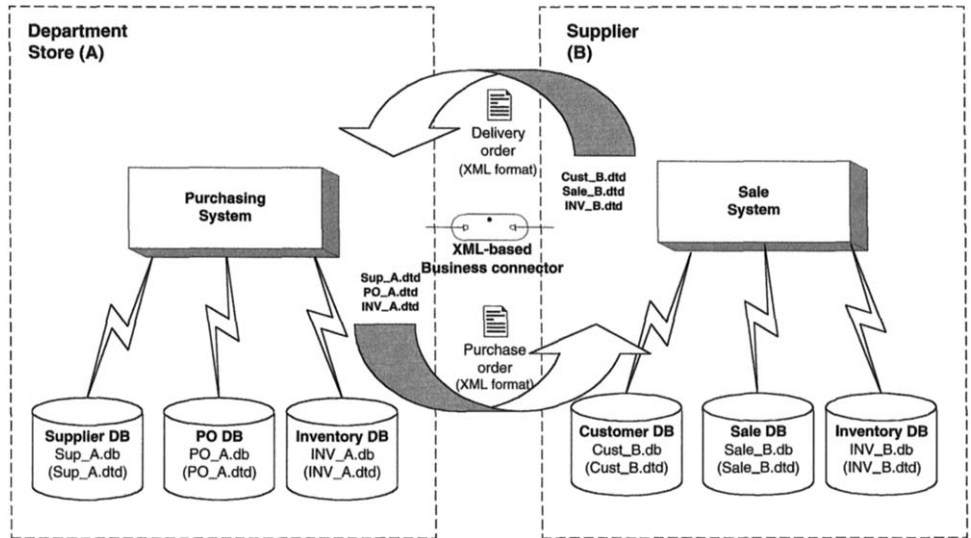 Department
Store (A)
Supplier
(B)
Delivery
order
(XML format)
Cust_B.dtd
Sale_B.dtd
INV_B.dtd
Purchasing
System
Sale
System
XML-based
Business connector
Sup_A.dtd
PO_A.dtd
INV_A.dtd
Purchase
order
(XML format)
Supplier DB
Sup_A.db
(Sup_A.dtd)
PO DB
PO_A.db
(PO_A.dtd)
Inventory DB
INV_A.db
(INV_A.dtd)
Customer DB
Cust_B.db
(Cust_B.dtd)
Sale DB
Sale_B.db
(Sale_B.dtd)
Inventory DB
INV_B.db
(INV_B.dtd)